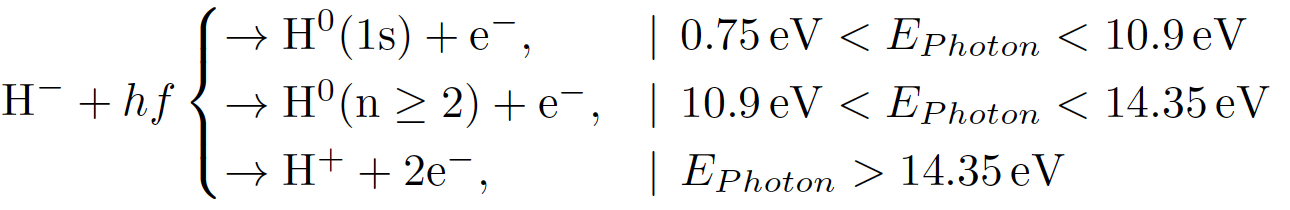 → H⁰(1s) + e⁻, | 0.75 eV < E_Photon < 10.9 eV
H⁻ + hf { → H⁰(n ≥ 2) + e⁻, | 10.9 eV < E_Photon < 14.35 eV
→ H⁺ + 2e⁻, | E_Photon > 14.35 eV